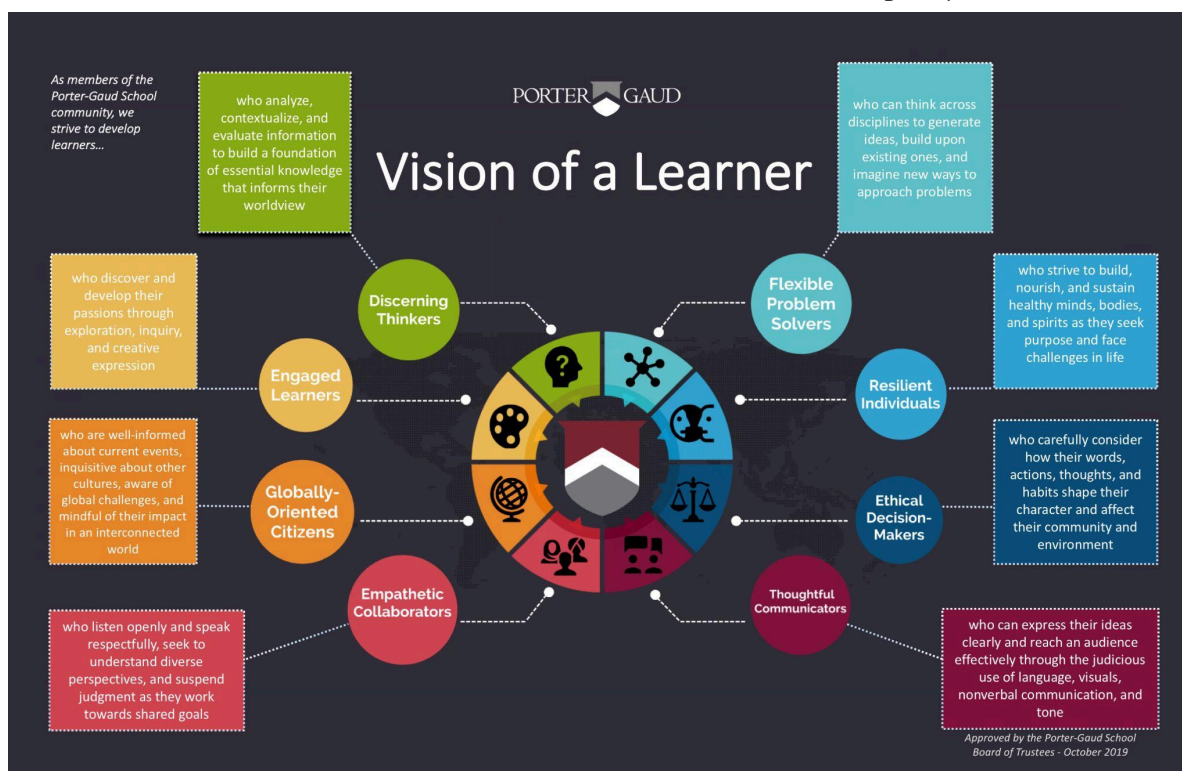 As members of the
Porter-Gaud School
community, we
strive to develop
learners...
PORTER GAUD
Vision of a Learner
who analyze,
contextualize, and
evaluate information
to build a foundation
of essential knowledge
that informs their
worldview
Discerning
Thinkers
who can think across
disciplines to generate
ideas, build upon
existing ones, and
imagine new ways to
approach problems
Flexible
Problem
Solvers
who discover and
develop their
passions through
exploration, inquiry,
and creative
expression
Engaged
Learners
who strive to build,
nourish, and sustain
healthy minds, bodies,
and spirits as they seek
purpose and face
challenges in life
Resilient
Individuals
who are well-informed
about current events,
inquisitive about other
cultures, aware of
global challenges, and
mindful of their impact
in an interconnected
world
Globally-
Oriented
Citizens
who carefully consider
how their words,
actions, thoughts, and
habits shape their
character and affect
their community and
environment
Ethical
Decision-
Makers
Empathetic
Collaborators
who listen openly and speak
respectfully, seek to
understand diverse
perspectives, and suspend
judgment as they work
towards shared goals
Thoughtful
Communicators
who can express their ideas
clearly and reach an audience
effectively through the judicious
use of language, visuals,
nonverbal communication, and
tone
Approved by the Porter-Gaud School
Board of Trustees - October 2019